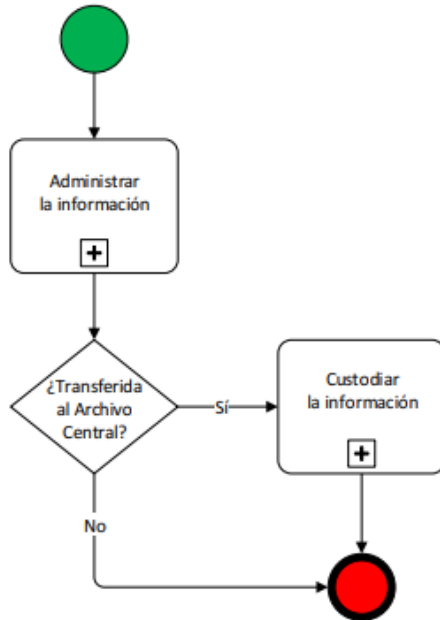 Administrar
la información
¿Transferida
al Archivo
Central?
Sí
Custodiar
la información
No